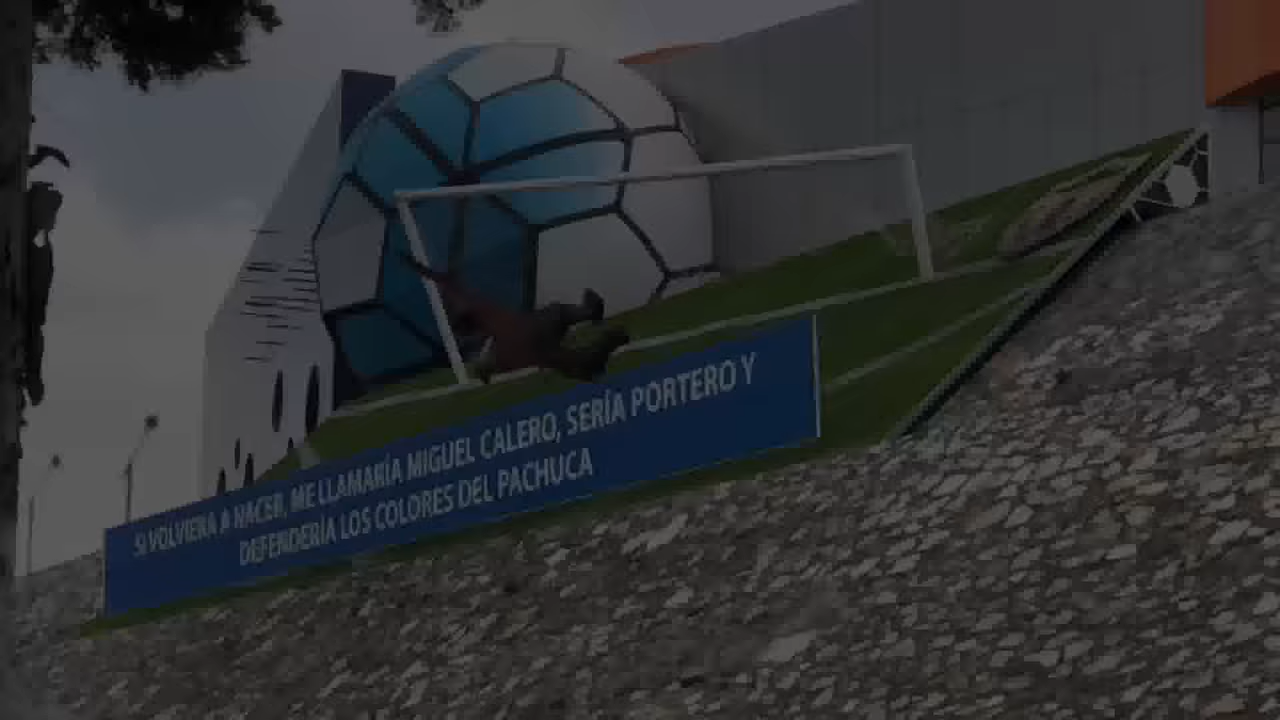 SI VOLVIERA A NACER, ME LLAMARÍA MIGUEL CALERO, SERÍA PORTERO Y
DEFENDERÍA LOS COLORES DEL PACHUCA